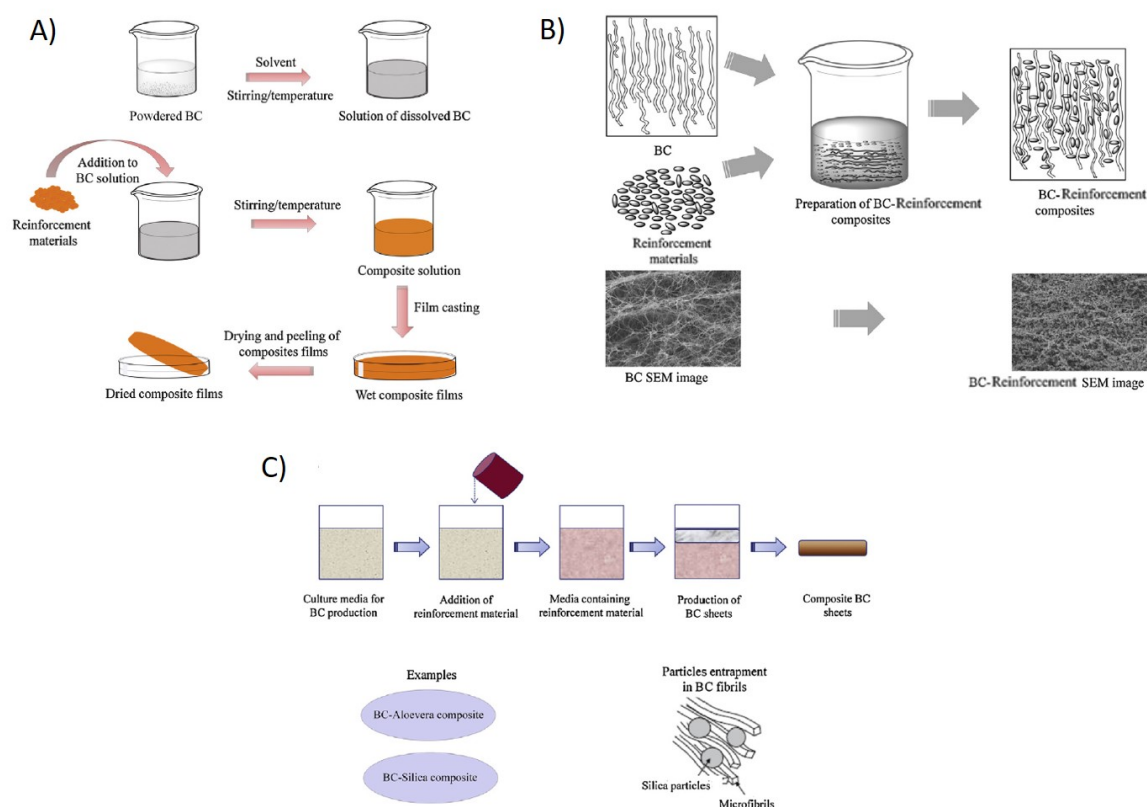 A)
Powdered BC
Solvent
Stirring/temperature
Solution of dissolved BC
Addition to
BC solution
Reinforcement
materials
Stirring/temperature
Composite solution
Film casting
Drying and peeling of
composites films
Dried composite films
Wet composite films
B)
BC
Reinforcement
materials
Preparation of BC-Reinforcement
composites
BC-Reinforcement
composites
BC SEM image
BC-Reinforcement SEM image
C)
Culture media for
BC production
Addition of
reinforcement material
Media containing
reinforcement material
Production of
BC sheets
Composite BC
sheets
Examples
BC-Aloevera composite
BC-Silica composite
Particles entrapment
in BC fibrils
Silica particles
Microfibrils